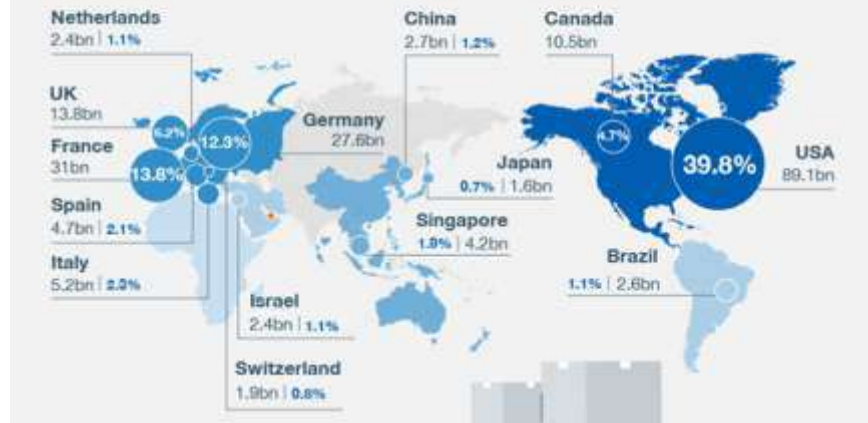 Netherlands
2.4bn | 1.1%
China
2.7bn | 1.2%
Canada
10.5bn
UK
13.8bn
6.2%
12.3%
Germany
27.6bn
4.7%
France
31bn
13.8%
39.8%
USA
89.1bn
Japan
0.7% | 1.6bn
Spain
4.7bn | 2.1%
Singapore
1.9% | 4.2bn
Italy
5.2bn | 2.3%
Brazil
1.1% | 2.6bn
Israel
2.4bn | 1.1%
Switzerland
1.9bn | 0.8%